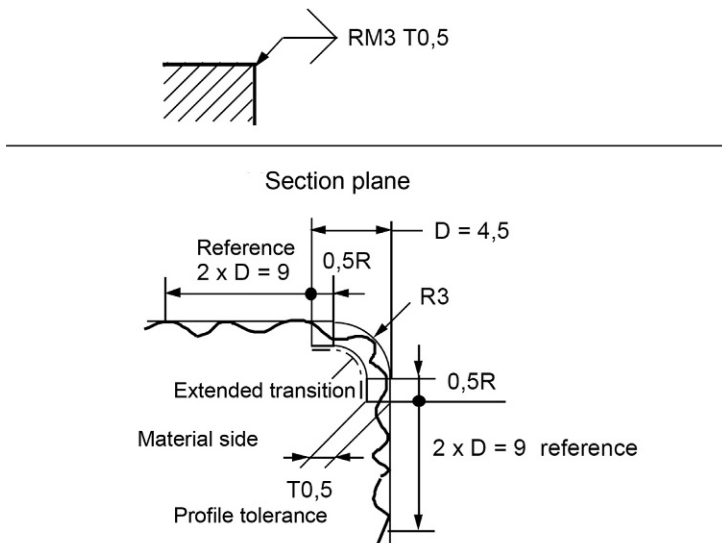 RM3 T0,5
Section plane
D = 4,5
Reference
2 x D = 9
0,5R
R3
Extended transition
0,5R
Material side
2 x D = 9 reference
T0,5
Profile tolerance